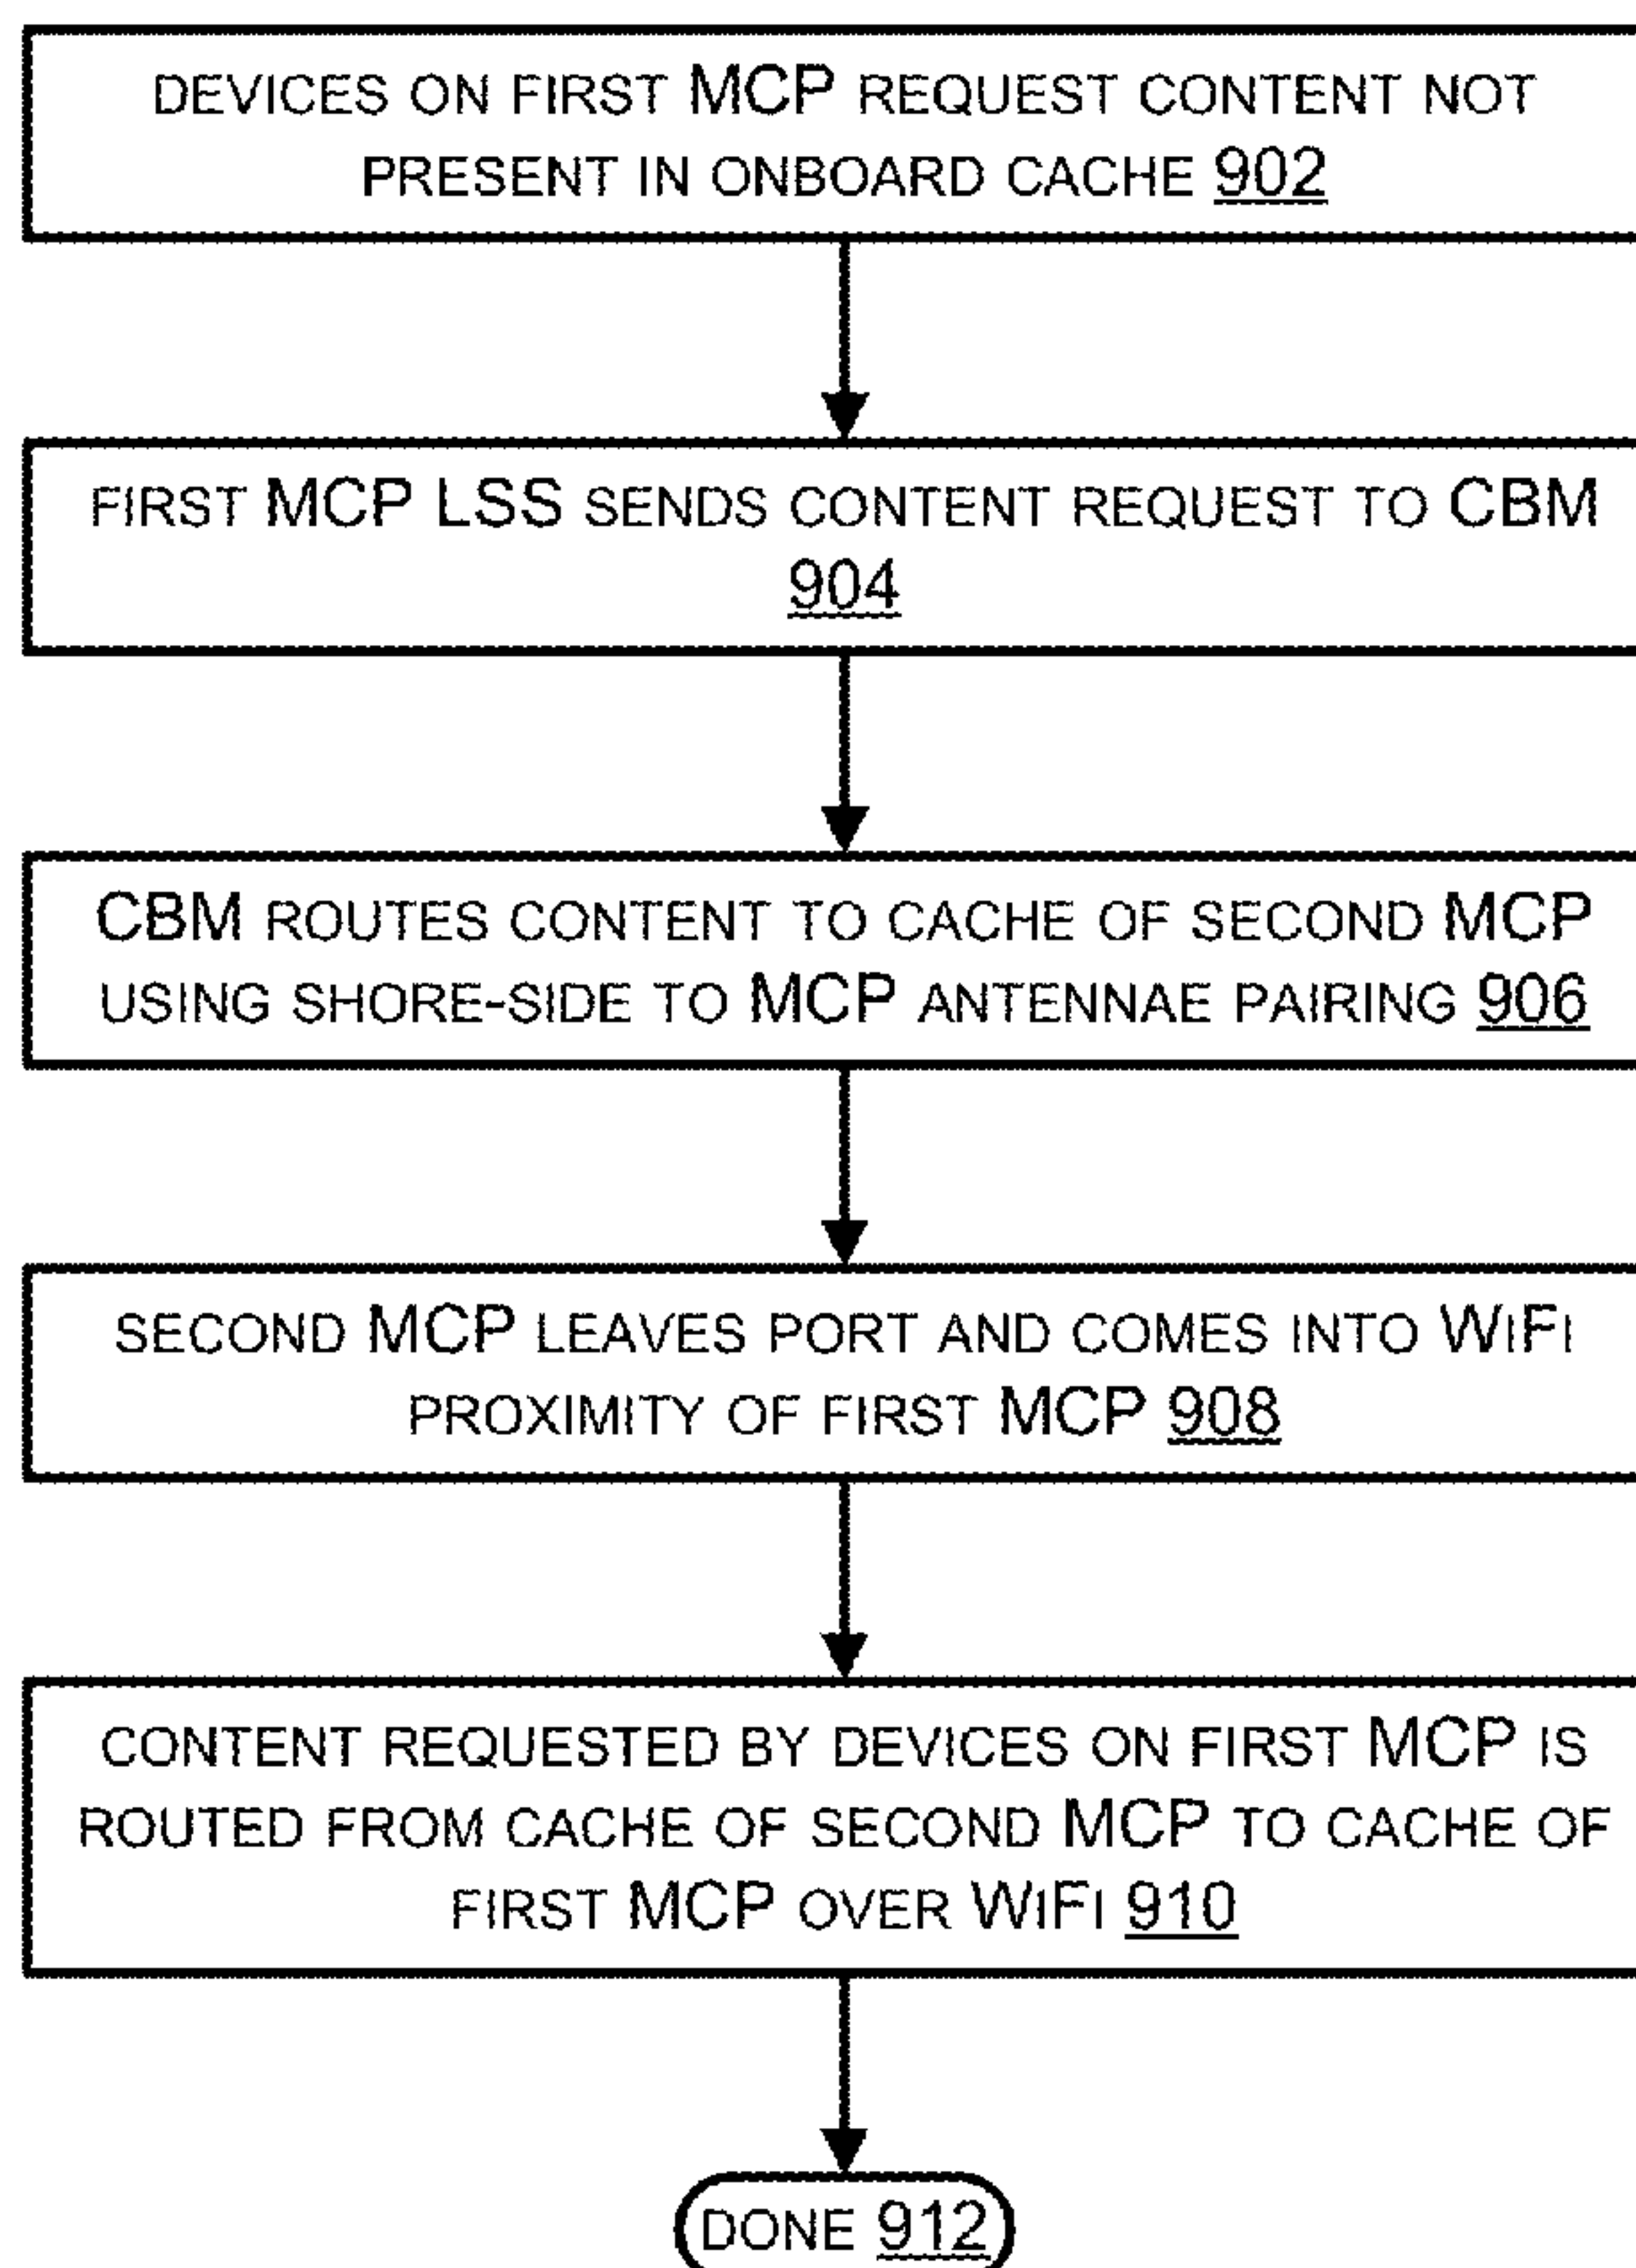 DEVICES ON FIRST MCP REQUEST CONTENT NOT
PRESENT IN ONBOARD CACHE 902
FIRST MCP LSS SENDS CONTENT REQUEST TO CBM
904
CBM ROUTES CONTENT TO CACHE OF SECOND MCP
USING SHORE-SIDE TO MCP ANTENNAE PAIRING 906
SECOND MCP LEAVES PORT AND COMES INTO WIFI
PROXIMITY OF FIRST MCP 908
CONTENT REQUESTED BY DEVICES ON FIRST MCP IS
ROUTED FROM CACHE OF SECOND MCP TO CACHE OF
FIRST MCP OVER WIFI 910
DONE 912